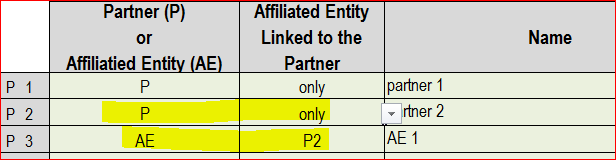 Partner (P)
or
Affiliatied Entity (AE)
Affiliated Entity
Linked to the
Partner
Name
P 1 P only partner 1
P 2 P only rtner 2
P 3 AE P2 AE 1